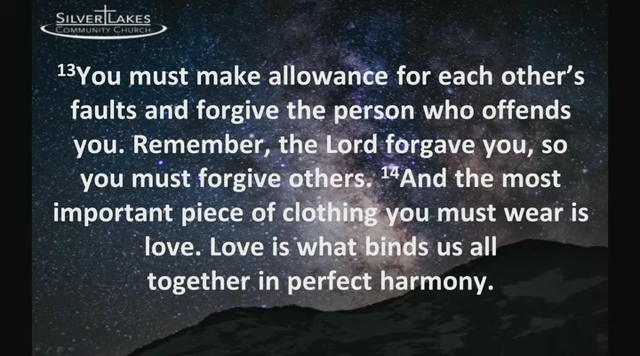 SILVER LAKES
COMMUNITY CHURCH
¹³You must make allowance for each other's
faults and forgive the person who offends
you. Remember, the Lord forgave you, so
you must forgive others. ¹⁴And the most
important piece of clothing you must wear is
love. Love is what binds us all
together in perfect harmony.